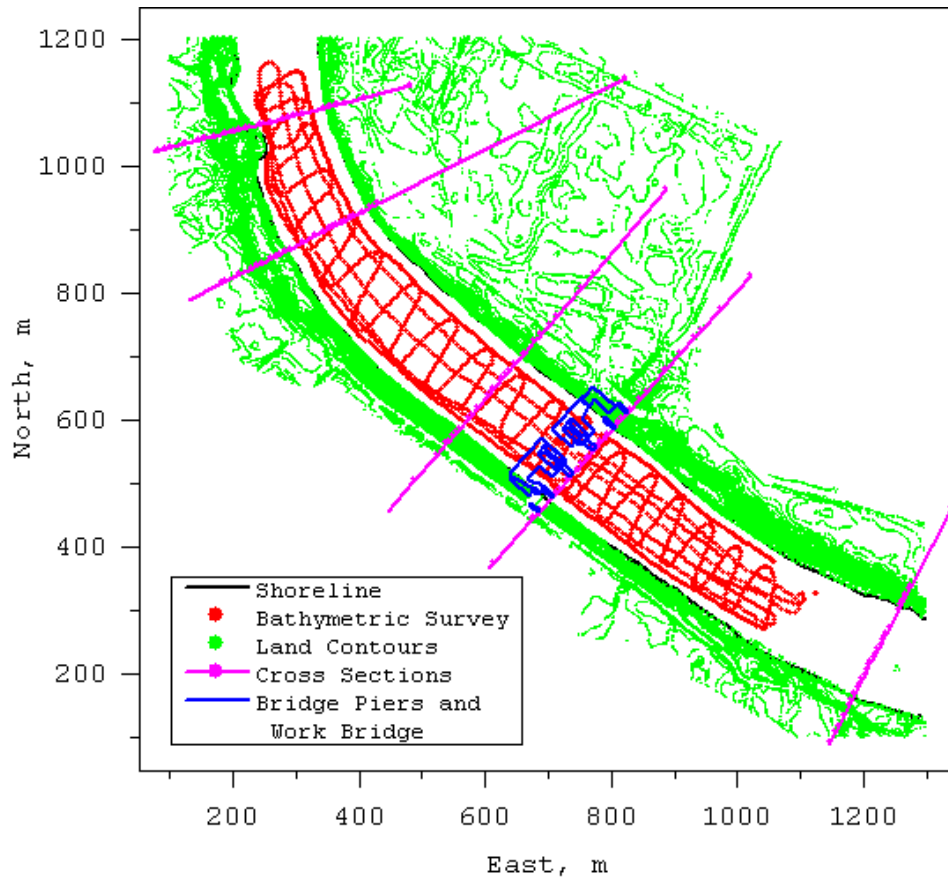 1200
1000
800
600
400
200
North, m
Shoreline
Bathymetric Survey
Land Contours
Cross Sections
Bridge Piers and
Work Bridge
200 400 600 800 1000 1200
East, m